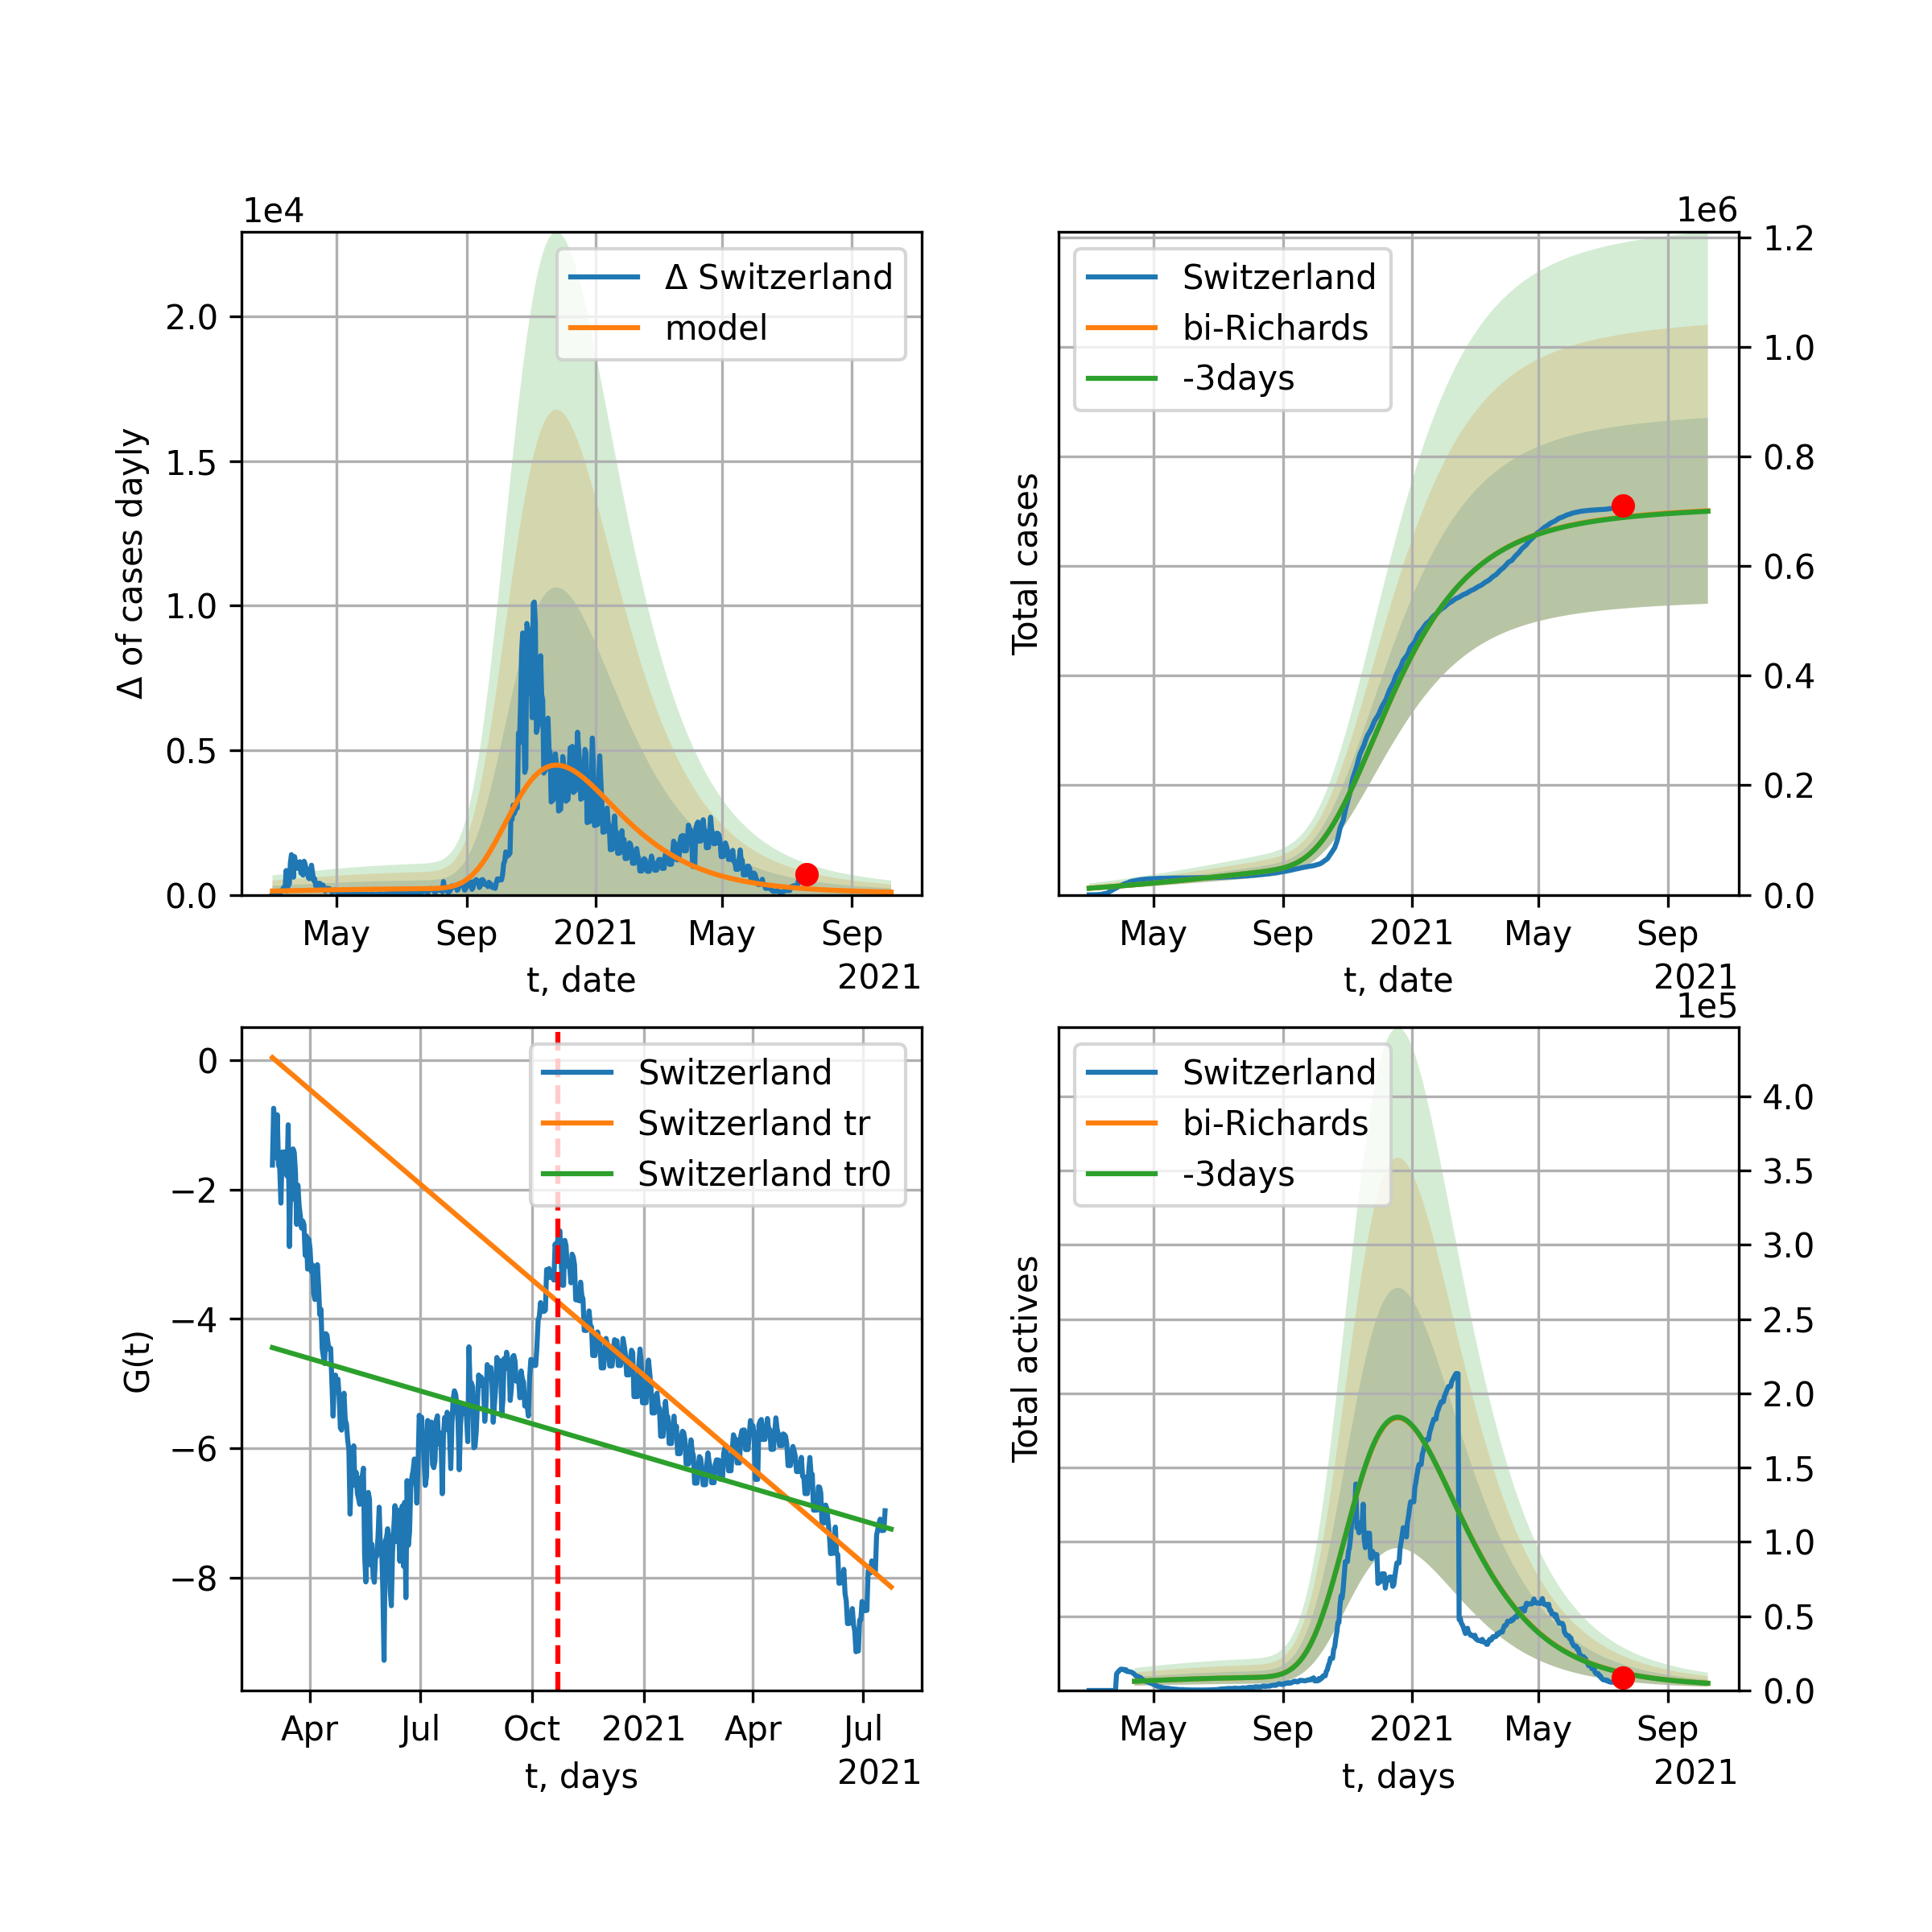 1e4
Δ of cases dayly
2.0
1.5
1.0
0.5
0.0
Δ Switzerland
model
May Sep 2021 May Sep
2021
t, date
1e6
Total cases
Switzerland
bi-Richards
-3days
1.2
1.0
0.8
0.6
0.4
0.2
0.0
May Sep 2021 May Sep
2021
t, date
G(t)
0
−2
−4
−6
−8
Switzerland
Switzerland tr
Switzerland tr0
Apr Jul Oct 2021 Apr Jul
2021
t, days
1e5
Total actives
Switzerland
bi-Richards
-3days
4.0
3.5
3.0
2.5
2.0
1.5
1.0
0.5
0.0
May Sep 2021 May Sep
2021
t, days